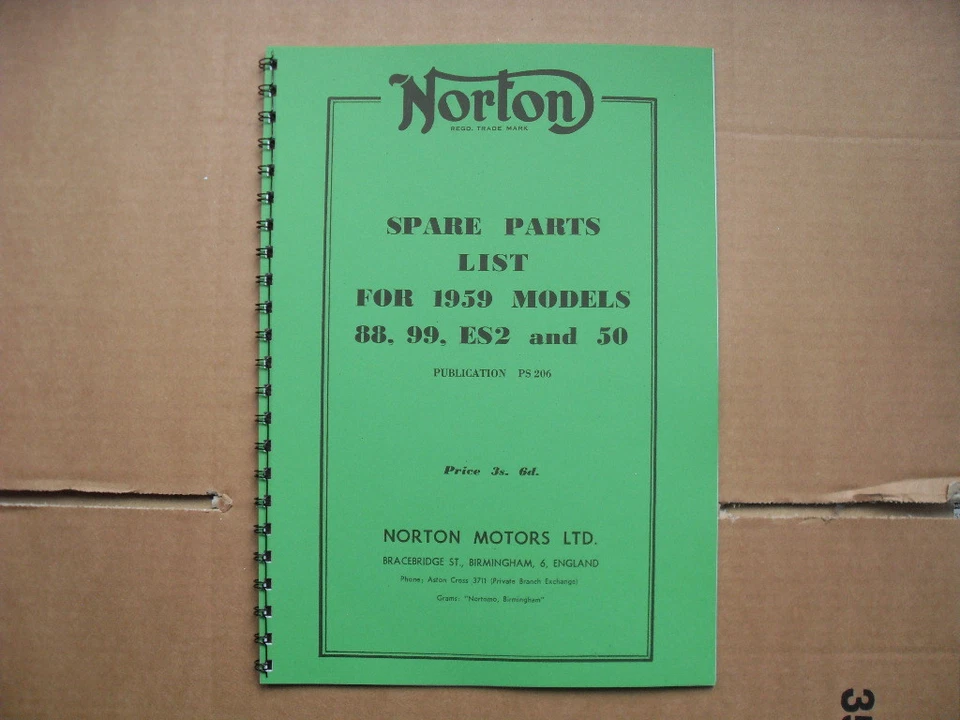 Norton
REGD. TRADE MARK
SPARE PARTS
LIST
FOR 1959 MODELS
88, 99, ES2 and 50
PUBLICATION PS 206
Price 3s. 6d.
NORTON MOTORS LTD.
BRACEBRIDGE ST., BIRMINGHAM, 6, ENGLAND
Phone; Aston Cross 3711 (Private Branch Exchange)
Grams: "Nortomo, Birmingham"